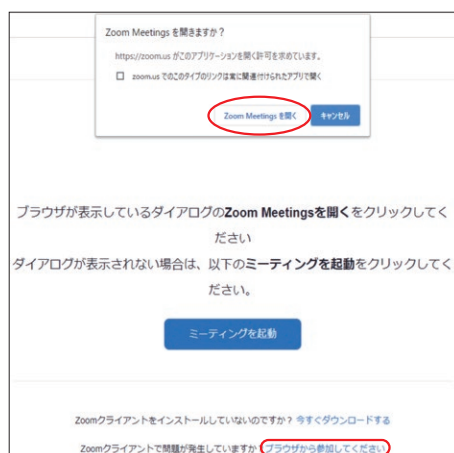 Zoom Meetings を開きますか？
https://zoom.us がこのアプリケーションを開く許可を求めています。
zoom.us でのこのタイプのリンクは常に関連付けられたアプリで開く
Zoom Meetings を開く キャンセル
ブラウザが表示しているダイアログのZoom Meetingsを開くをクリックしてく
ださい
ダイアログが表示されない場合は、以下のミーティングを起動をクリックしてく
ださい。
ミーティングを起動
Zoomクライアントをインストールしていないのですか？ 今すぐダウンロードする
Zoomクライアントで問題が発生していますか ブラウザから参加してください